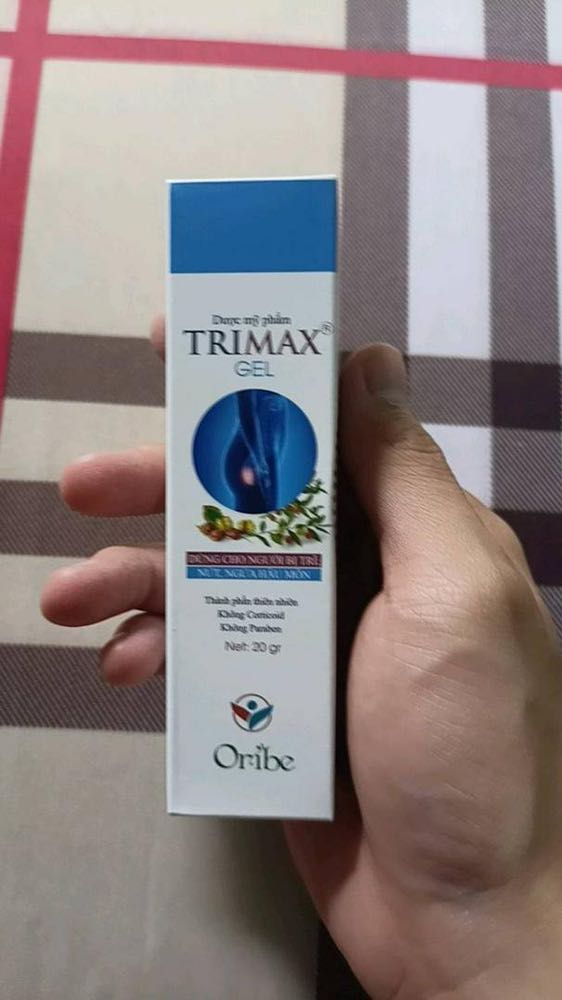 Dược mỹ phẩm
TRIMAX®
GEL
DÙNG CHO NGƯỜI BỊ TRĨ,
NỨT, NGỨA HẬU MÔN
Thành phần thiên nhiên
Không Corticoid
Không Paraben
Net: 20 gr
Oribe